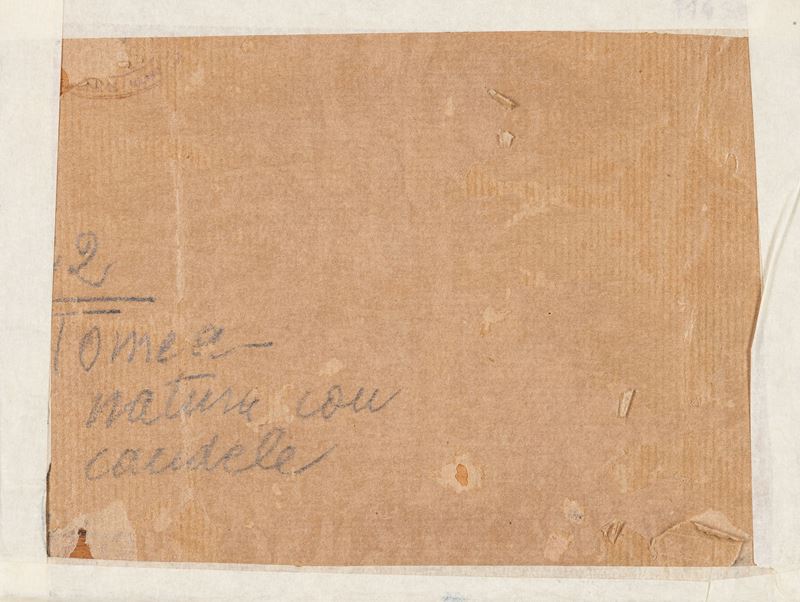 2
Tomea
natura con
candele